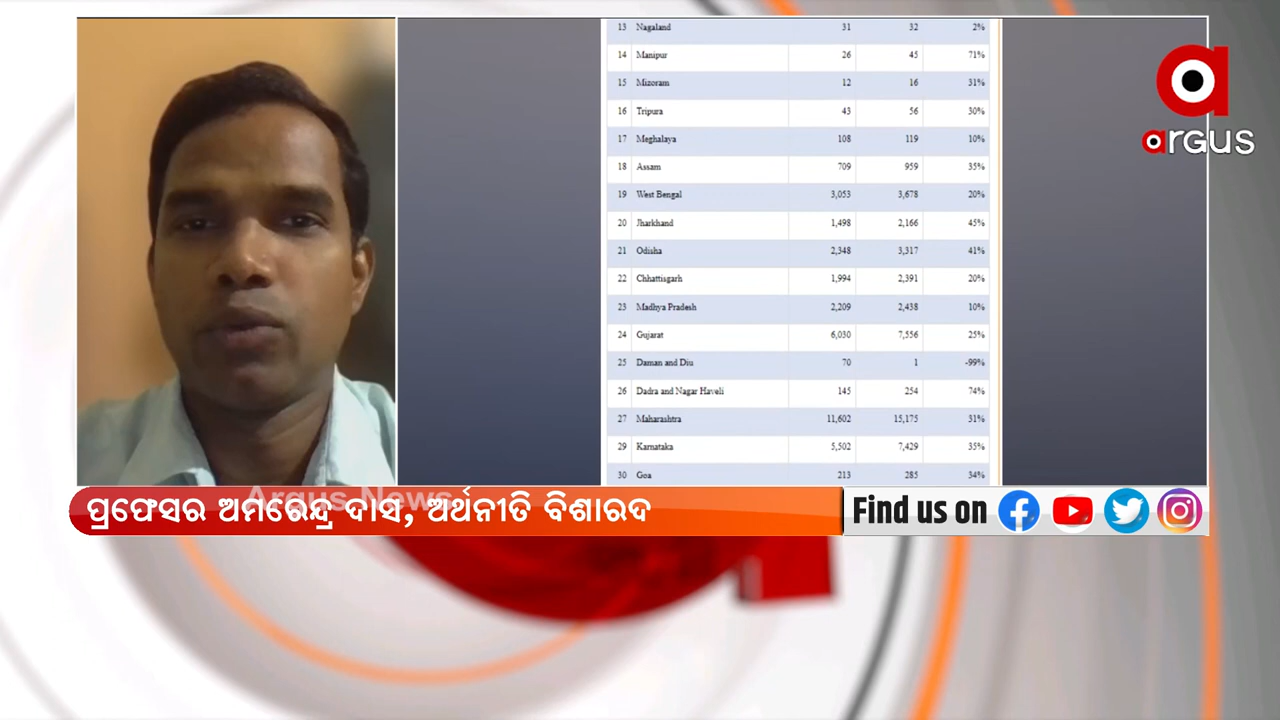 13 Nagaland 31 32 2%
14 Manipur 26 45 71%
15 Mizoram 12 16 31%
16 Tripura 43 56 30%
17 Meghalaya 108 119 10%
18 Assam 709 959 35%
19 West Bengal 3,053 3,678 20%
20 Jharkhand 1,498 2,166 45%
21 Odisha 2,348 3,317 41%
22 Chhattisgarh 1,994 2,391 20%
23 Madhya Pradesh 2,209 2,438 10%
24 Gujarat 6,030 7,556 25%
25 Daman and Diu 70 1 -99%
26 Dadra and Nagar Haveli 145 254 74%
27 Maharashtra 11,602 15,175 31%
29 Karnataka 5,502 7,429 35%
30 Goa 213 285 34%
argus
Argus News
ପ୍ରଫେସର ଅମରେନ୍ଦ୍ର ଦାସ, ଅର୍ଥନୀତି ବିଶାରଦ
Find us on